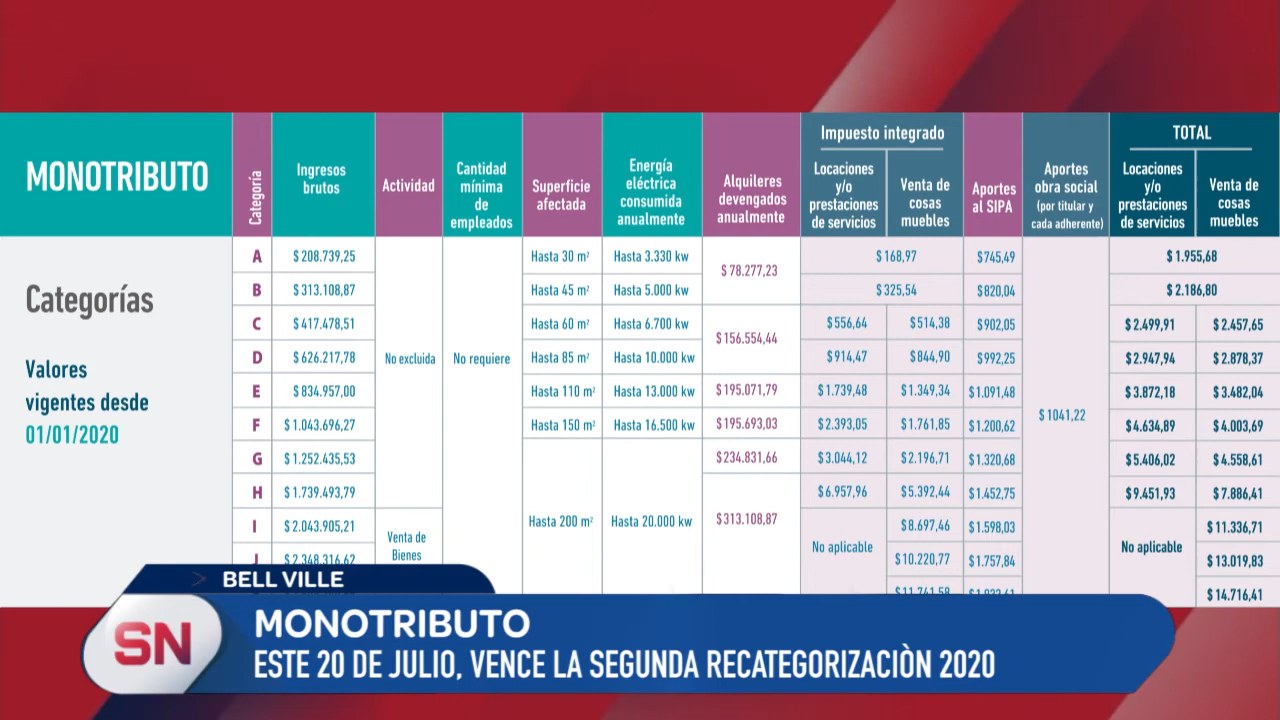 MONOTRIBUTO
Categoría
Ingresos
brutos
Actividad
Cantidad
mínima
de
empleados
Superficie
afectada
Energía
eléctrica
consumida
anualmente
Alquileres
devengados
anualmente
Impuesto integrado
Locaciones
y/o
prestaciones
de servicios
Venta de
cosas
muebles
Aportes
al SIPA
Aportes
obra social
(por titular y
cada adherente)
TOTAL
Locaciones
y/o
prestaciones
de servicios
Venta de
cosas
muebles
Categorías
Valores
vigentes desde
01/01/2020
A $ 208.739,25 Hasta 30 m² Hasta 3.330 kw $ 168,97 $745,49 $ 1.955,68
$ 78.277,23
B $ 313.108,87 Hasta 45 m² Hasta 5.000 kw $ 325,54 $820,04 $ 2.186,80
C $ 417.478,51 Hasta 60 m² Hasta 6.700 kw $ 556,64 $ 514,38 $ 902,05 $ 2.499,91 $ 2.457,65
$ 156.554,44
D $ 626.217,78 No excluida No requiere Hasta 85 m² Hasta 10.000 kw $ 914,47 $ 844,90 $ 992,25 $ 2.947,94 $ 2.878,37
E $ 834.957,00 Hasta 110 m² Hasta 13.000 kw $195.071,79 $ 1.739,48 $ 1.349,34 $ 1.091,48 $ 3.872,18 $ 3.482,04
$ 1041,22
F $ 1.043.696,27 Hasta 150 m² Hasta 16.500 kw $195.693,03 $ 2.393,05 $ 1.761,85 $ 1.200,62 $ 4.634,89 $ 4.003,69
G $ 1.252.435,53 $ 234.831,66 $ 3.044,12 $ 2.196,71 $ 1.320,68 $ 5.406,02 $ 4.558,61
H $ 1.739.493,79 $ 6.957,96 $ 5.392,44 $ 1.452,75 $ 9.451,93 $ 7.886,41
Hasta 200 m² Hasta 20.000 kw $313.108,87
I $ 2.043.905,21 $ 8.697,46 $ 1.598,03 $ 11.336,71
Venta de
Bienes
No aplicable No aplicable
J $ 2.348.316,62 $ 10.220,77 $ 1.757,84 $ 13.019,83
$ 11.741,58 $ 14.716,41
> BELL VILLE
SN
MONOTRIBUTO
ESTE 20 DE JULIO, VENCE LA SEGUNDA RECATEGORIZACIÒN 2020